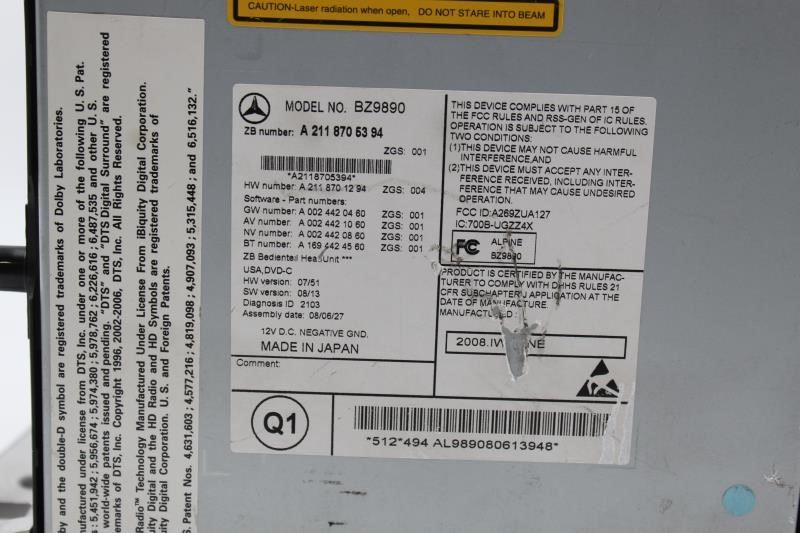 CAUTION-Laser radiation when open, DO NOT STARE INTO BEAM
by and the double-D symbol are registered trademarks of Dolby Laboratories.
nufactured under license from DTS, Inc. under one or more of the following U. S. Pat.
: 5,451,942 ; 5,956,674 ; 5,974,380 ; 5,978,762 ; 6,226,616 ; 6,487,535 and other U. S.
world-wide patents issued and pending. "DTS" and "DTS Digital Surround" are registered
emarks of DTS, Inc. Copyright 1996, 2002-2006, DTS, Inc. All Rights Reserved.
Radio™ Technology Manufactured Under License From iBiquity Digital Corporation.
uity Digital and the HD Radio and HD Symbols are registered trademarks of
uity Digital Corporation. U. S. and Foreign Patents.
S. Patent Nos. 4,631,603 ; 4,577,216 ; 4,819,098 ; 4,907,093 ; 5,315,448 ; and 6,516,132."
MODEL NO. BZ9890
ZB number: A 211 870 53 94
ZGS: 001
*A2118705394*
HW number: A 211 870 12 94 ZGS: 004
Software - Part numbers:
GW number: A 002 442 04 60 ZGS: 001
AV number: A 002 442 10 60 ZGS: 001
NV number: A 002 442 08 60 ZGS: 001
BT number: A 169 442 45 60 ZGS: 001
ZB Bedienteil HeadUnit ***
USA,DVD-C
HW version: 07/51
SW version: 08/13
Diagnosis ID 2103
Assembly date: 08/06/27
12V D.C. NEGATIVE GND.
MADE IN JAPAN
Comment:
THIS DEVICE COMPLIES WITH PART 15 OF
THE FCC RULES AND RSS-GEN OF IC RULES.
OPERATION IS SUBJECT TO THE FOLLOWING
TWO CONDITIONS:
(1)THIS DEVICE MAY NOT CAUSE HARMFUL
INTERFERENCE,AND
(2)THIS DEVICE MUST ACCEPT ANY INTER-
FERENCE RECEIVED, INCLUDING INTER-
FERENCE THAT MAY CAUSE UNDESIRED
OPERATION.
FCC ID:A269ZUA127
IC:700B-UGZZ4X
FCC ALPINE
BZ9890
PRODUCT IS CERTIFIED BY THE MANUFAC-
TURER TO COMPLY WITH DHHS RULES 21
CFR SUBCHAPTER J APPLICATION AT THE
DATE OF MANUFACTURE
MANUFACTURED :
2008.IW NE
Q1
*512*494 AL989080613948*